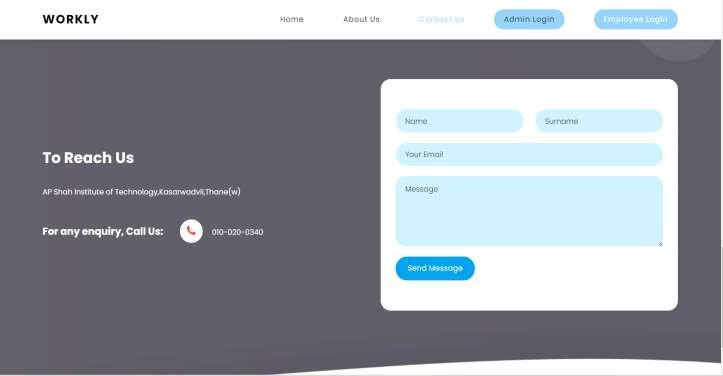 WORKLY
Home
About Us
Contact Us
Admin Login
Employee Login
Name
Surname
Your Email
Message
Send Message
To Reach Us
AP Shah Institute of Technology,Kasarwadvli,Thane(w)
For any enquiry, Call Us:
010-020-0340